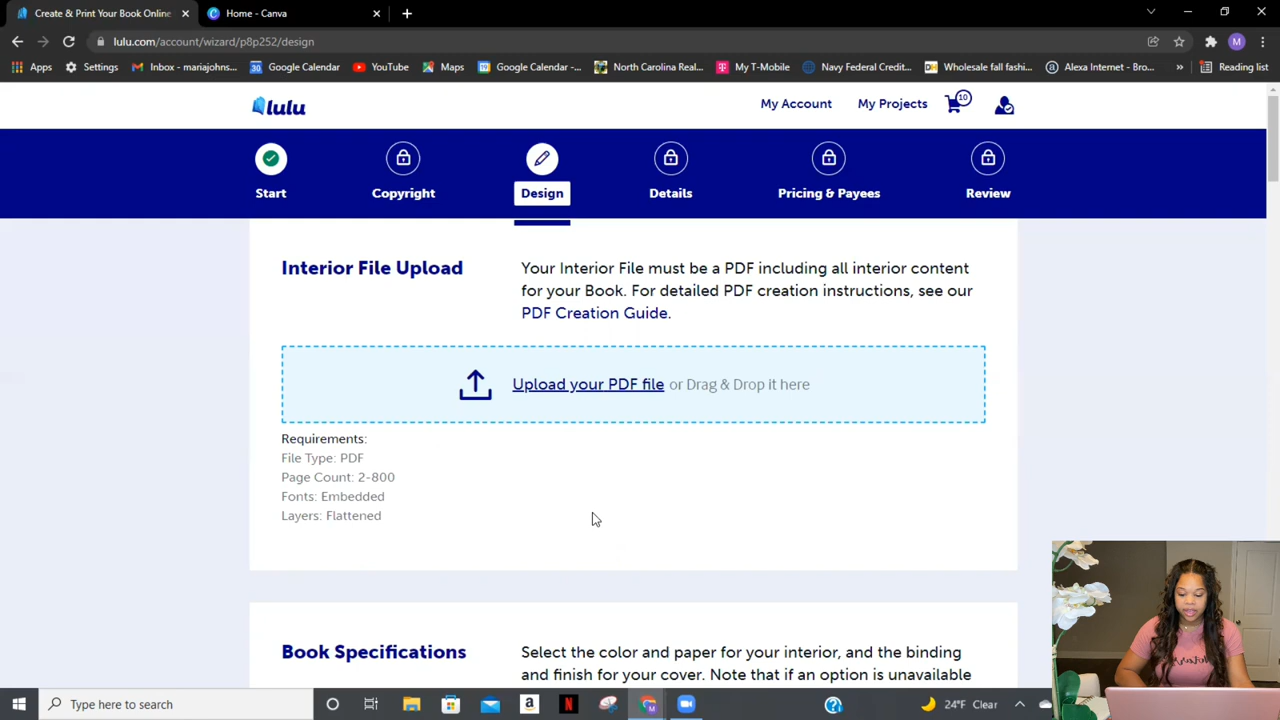 Create & Print Your Book Online
Home - Canva
lulu.com/account/wizard/p8p252/design
M
Apps
Settings
Inbox - mariajohns...
Google Calendar
YouTube
Maps
Google Calendar -...
North Carolina Real...
My T-Mobile
Navy Federal Credit...
Wholesale fall fashi...
Alexa Internet - Bro...
Reading list
lulu
My Account
My Projects
10
Start
Copyright
Design
Details
Pricing & Payees
Review
Interior File Upload
Your Interior File must be a PDF including all interior content
for your Book. For detailed PDF creation instructions, see our
PDF Creation Guide.
Upload your PDF file or Drag & Drop it here
Requirements:
File Type: PDF
Page Count: 2-800
Fonts: Embedded
Layers: Flattened
Book Specifications
Select the color and paper for your interior, and the binding
and finish for your cover. Note that if an option is unavailable
Type here to search
24°F Clear